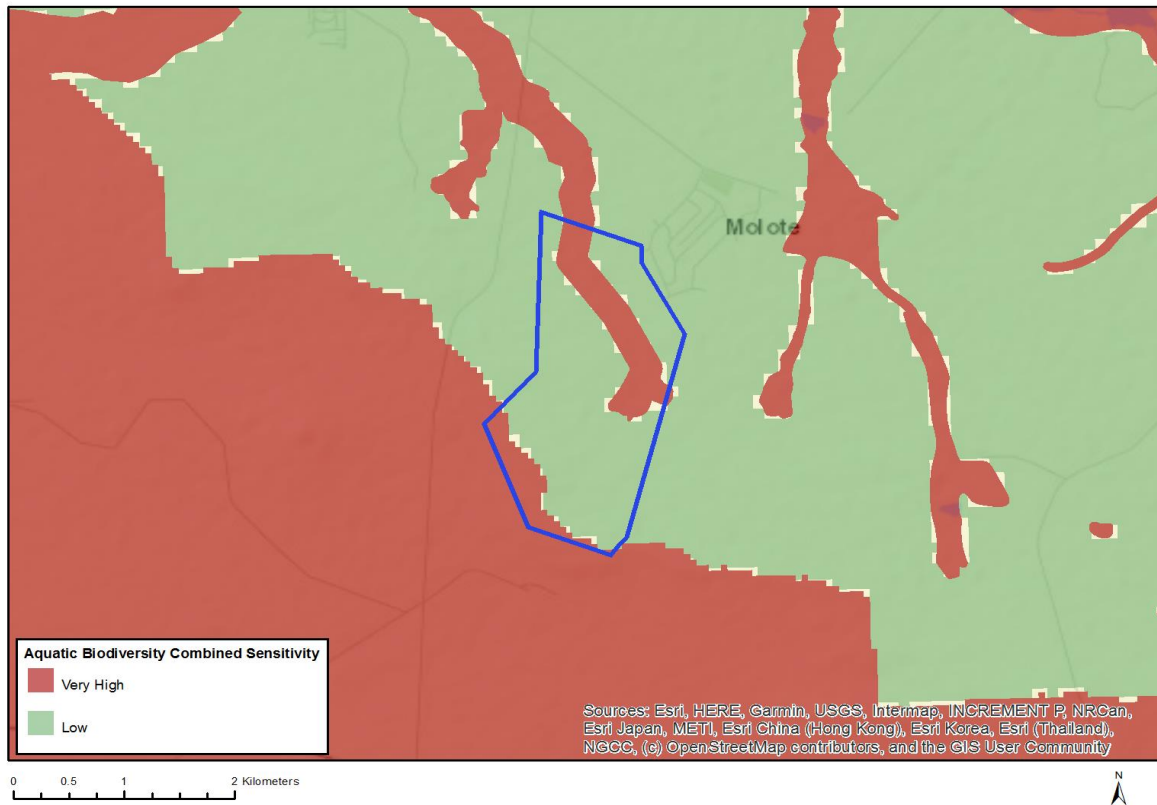 Molote
Aquatic Biodiversity Combined Sensitivity
Very High
Low
Sources: Esri, HERE, Garmin, USGS, Intermap, INCREMENT P, NRCan,
Esri Japan, METI, Esri China (Hong Kong), Esri Korea, Esri (Thailand),
NGCC, (c) OpenStreetMap contributors, and the GIS User Community
0 0.5 1 2 Kilometers
N